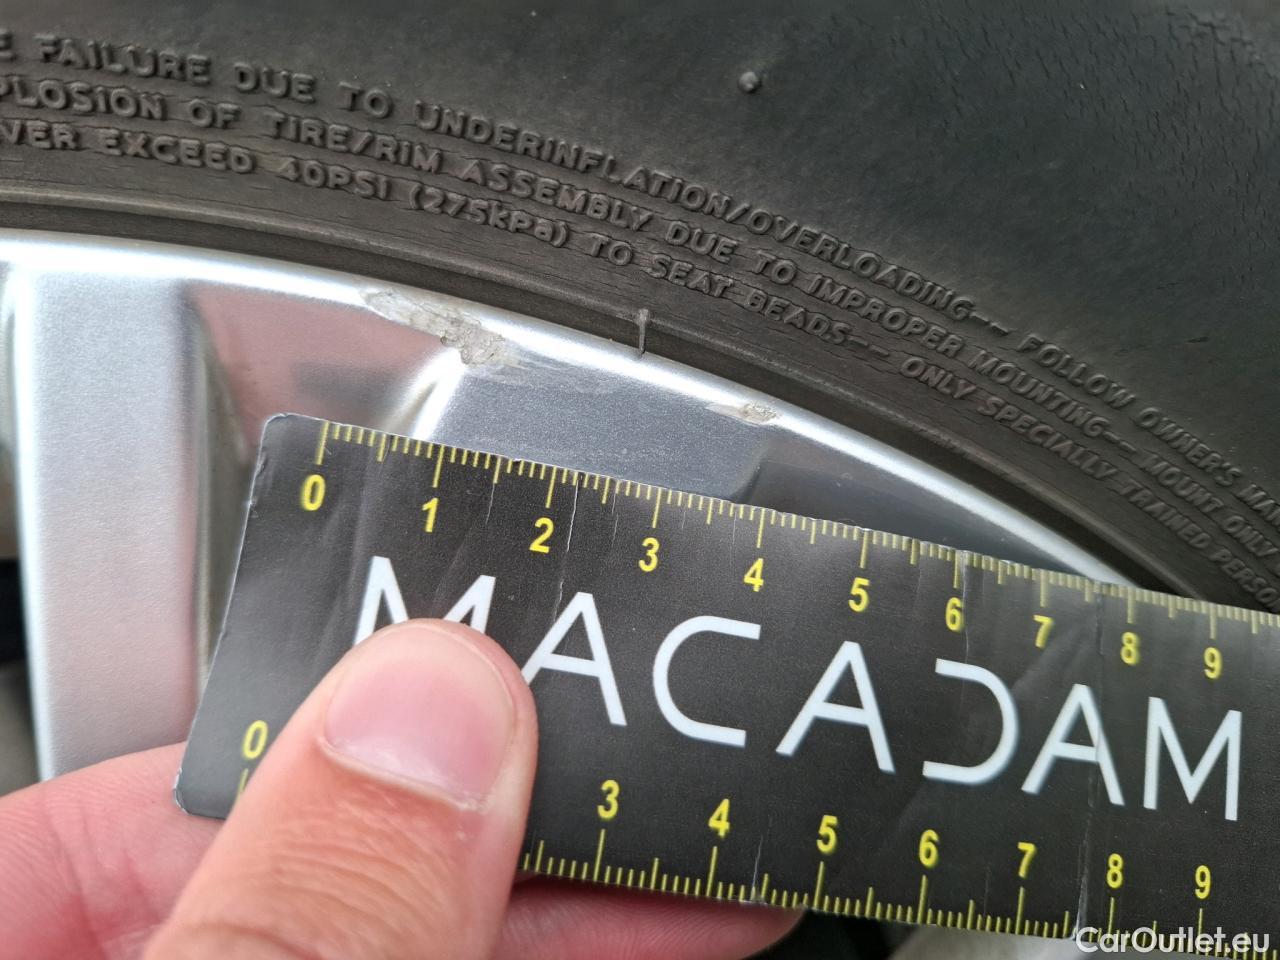 E FAILURE DUE TO UNDERINFLATION/OVERLOADING-- FOLLOW OWNER'S MA
PLOSION OF TIRE/RIM ASSEMBLY DUE TO IMPROPER MOUNTING-- MOUNT ONLY
VER EXCEED 40PSI (275kPa) TO SEAT BEADS-- ONLY SPECIALLY TRAINED PERSO
0 1 2 3 4 5 6 7 8 9
MACADAM
0 3 4 5 6 7 8 9
CarOutlet.eu